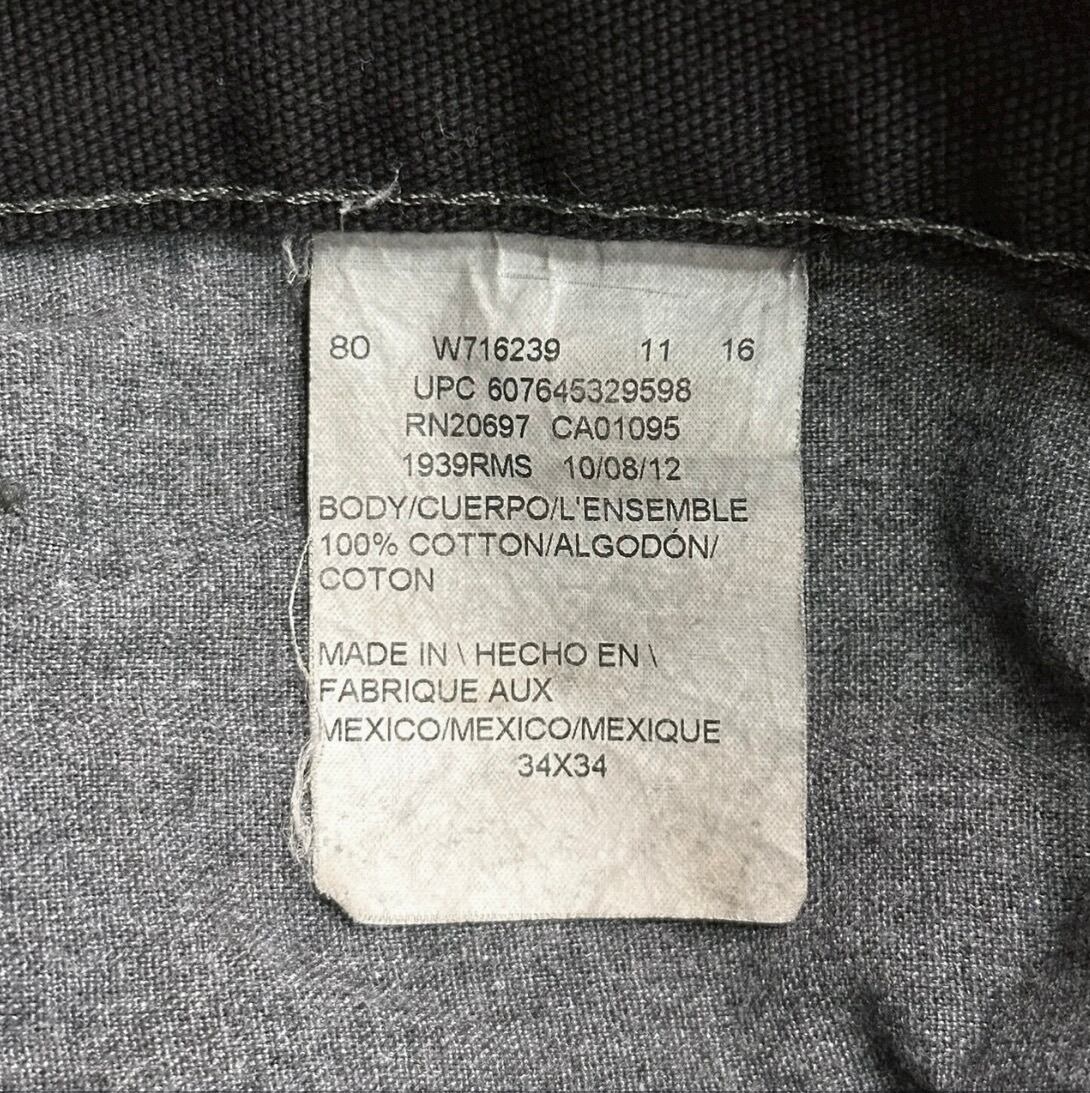 80 W716239 11 16
UPC 607645329598
RN20697 CA01095
1939RMS 10/08/12
BODY/CUERPO/L'ENSEMBLE
100% COTTON/ALGODÓN/
COTON
MADE IN \ HECHO EN \
FABRIQUE AUX
MEXICO/MEXICO/MEXIQUE
34X34